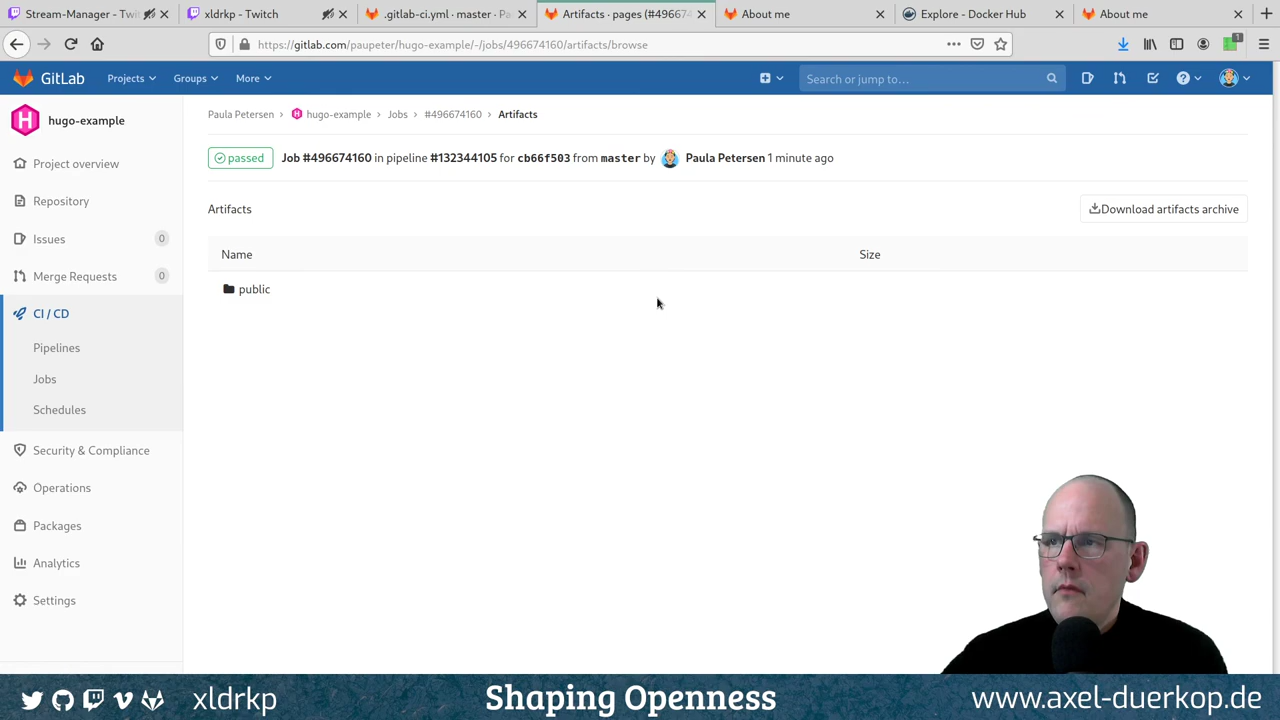 Stream-Manager - Twi
xldrkp - Twitch
.gitlab-ci.yml · master · P
Artifacts · pages (#49667
About me
Explore - Docker Hub
About me
https://gitlab.com/paupeter/hugo-example/-/jobs/496674160/artifacts/browse
1
GitLab
Projects
Groups
More
Search or jump to…
hugo-example
Paula Petersen › hugo-example › Jobs › #496674160 › Artifacts
passed
Job #496674160 in pipeline #132344105 for cb66f503 from master by Paula Petersen 1 minute ago
Project overview
Repository
Issues 0
Merge Requests 0
CI / CD
Pipelines
Jobs
Schedules
Security & Compliance
Operations
Packages
Analytics
Settings
Artifacts
Download artifacts archive
Name
Size
public
xldrkp
Shaping Openness
www.axel-duerkop.de